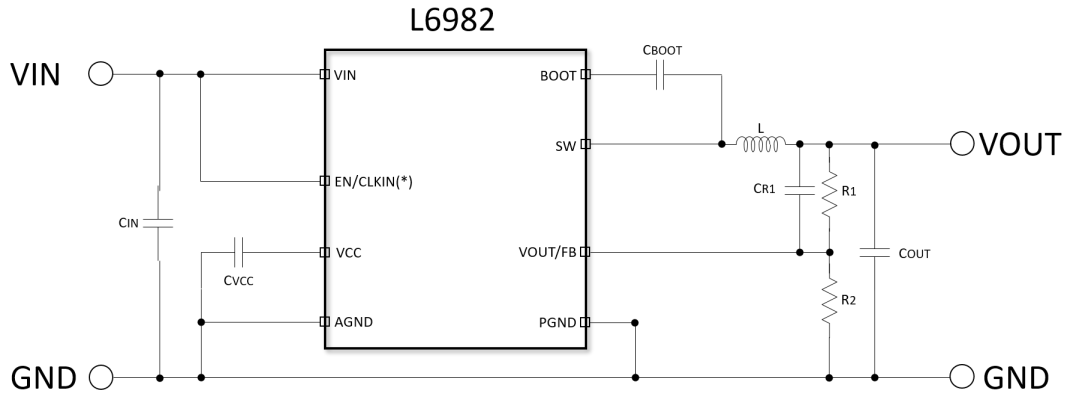 L6982
VIN
VIN
BOOT
CBOOT
SW
L
VOUT
EN/CLKIN(*)
CIN
CR1
R1
VCC
CVCC
VOUT/FB
COUT
R2
AGND
PGND
GND
GND